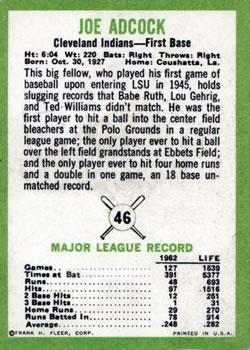 JOE ADCOCK
Cleveland Indians—First Base
Ht: 6:04 Wt: 220 Bats: Right Throws: Right
Born: Oct. 30, 1927 Home: Coushatta, La.
This big fellow, who played his first game of
baseball upon entering LSU in 1945, holds
slugging records that Babe Ruth, Lou Gehrig,
and Ted Williams didn't match. He was the first
player to hit a ball into the center field
bleachers at the Polo Grounds in a regular
league game; the only player ever to hit a ball
over the left field grandstands at Ebbets Field;
and the only player ever to hit four home runs
and a double in one game, an 18 base un-
matched record.
46
MAJOR LEAGUE RECORD
1962 LIFE
Games, 127 1539
Times at Bat 391 5377
Runs 48 693
Hits 97 1516
2 Base Hits 12 251
3 Base Hits 1 31
Home Runs 29 270
Runs Batted In 78 914
Average .248 .282
©FRANK H. FLEER, CORP. PRINTED IN U.S.A.